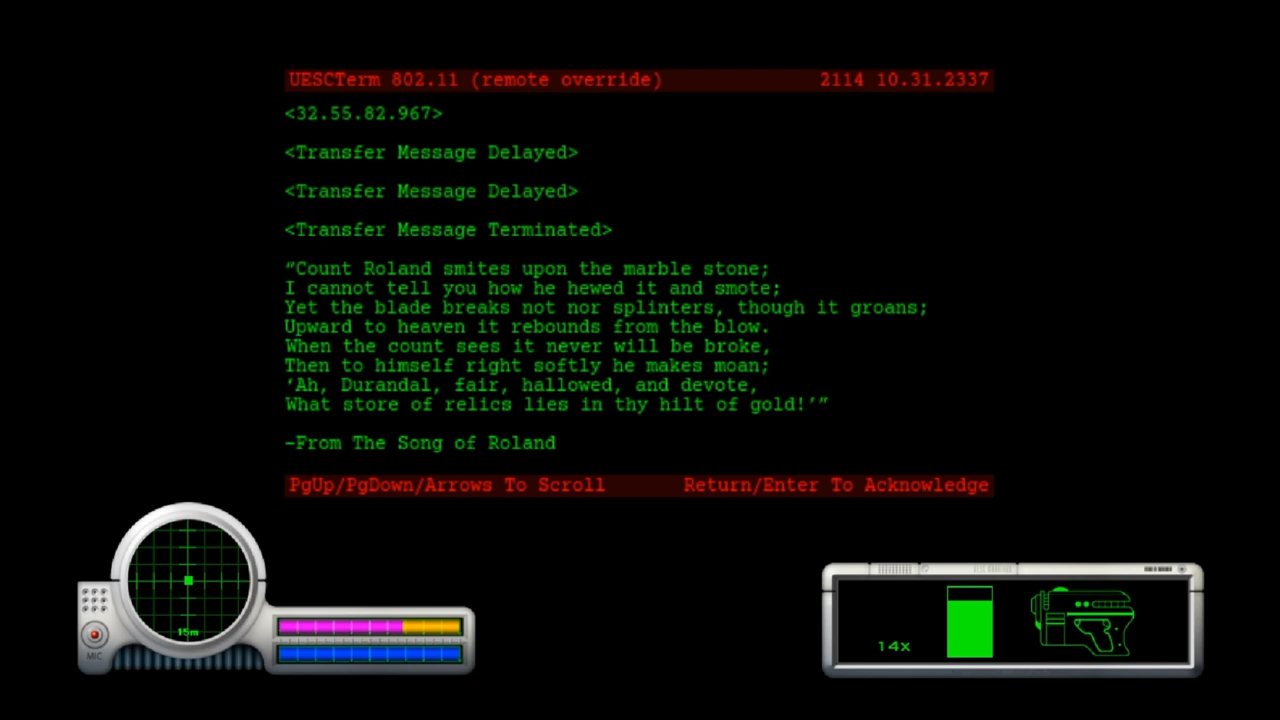 UESCTerm 802.11 (remote override) 2114 10.31.2337
<32.55.82.967>
<Transfer Message Delayed>
<Transfer Message Delayed>
<Transfer Message Terminated>
“Count Roland smites upon the marble stone;
I cannot tell you how he hewed it and smote;
Yet the blade breaks not nor splinters, though it groans;
Upward to heaven it rebounds from the blow.
When the count sees it never will be broke,
Then to himself right softly he makes moan;
‘Ah, Durandal, fair, hallowed, and devote,
What store of relics lies in thy hilt of gold!’”
-From The Song of Roland
PgUp/PgDown/Arrows To Scroll Return/Enter To Acknowledge
15m
MIC
14x